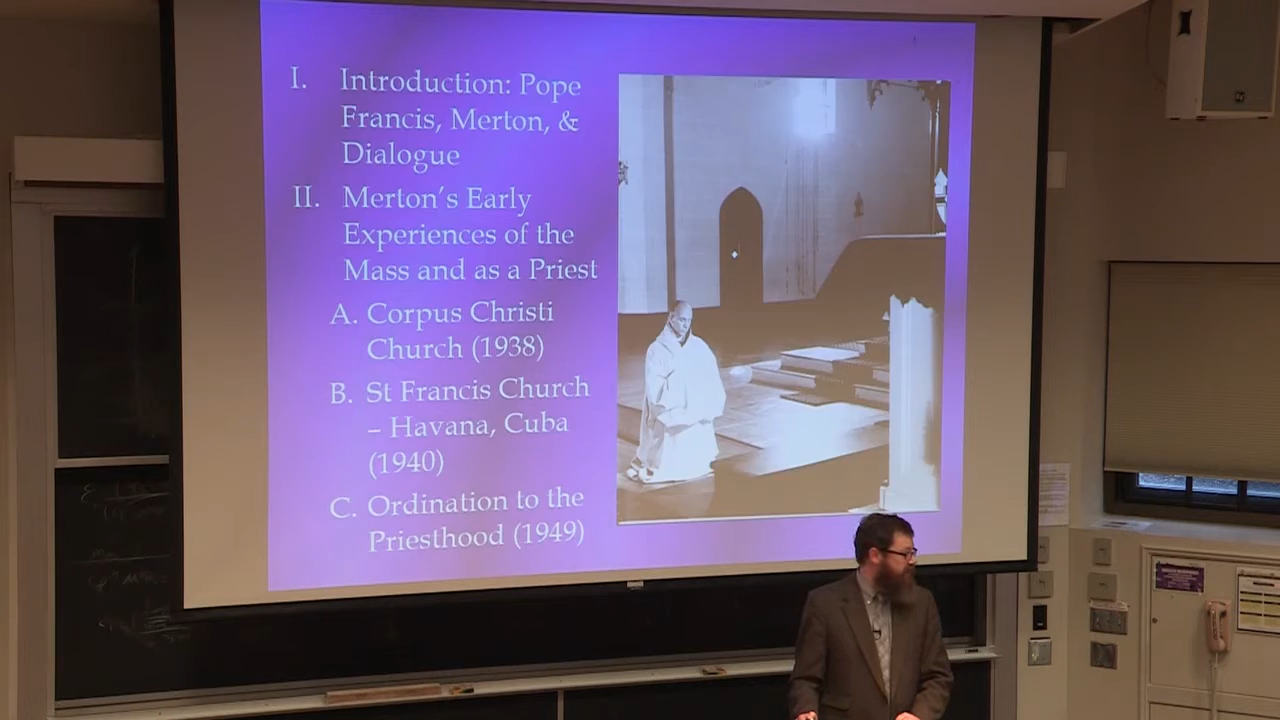 I. Introduction: Pope
Francis, Merton, &
Dialogue
II. Merton's Early
Experiences of the
Mass and as a Priest
A. Corpus Christi
Church (1938)
B. St Francis Church
– Havana, Cuba
(1940)
C. Ordination to the
Priesthood (1949)